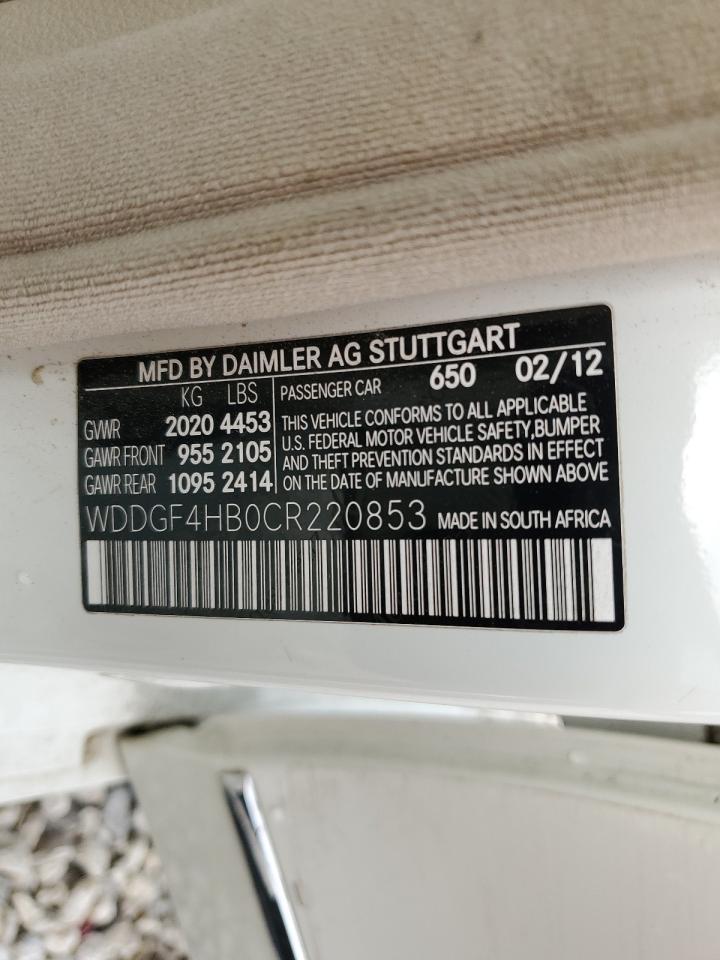 MFD BY DAIMLER AG STUTTGART
KG LBS PASSENGER CAR 650 02/12
GVWR 2020 4453
GAWR FRONT 955 2105
GAWR REAR 1095 2414
THIS VEHICLE CONFORMS TO ALL APPLICABLE
U.S. FEDERAL MOTOR VEHICLE SAFETY,BUMPER
AND THEFT PREVENTION STANDARDS IN EFFECT
ON THE DATE OF MANUFACTURE SHOWN ABOVE
WDDGF4HB0CR220853 MADE IN SOUTH AFRICA